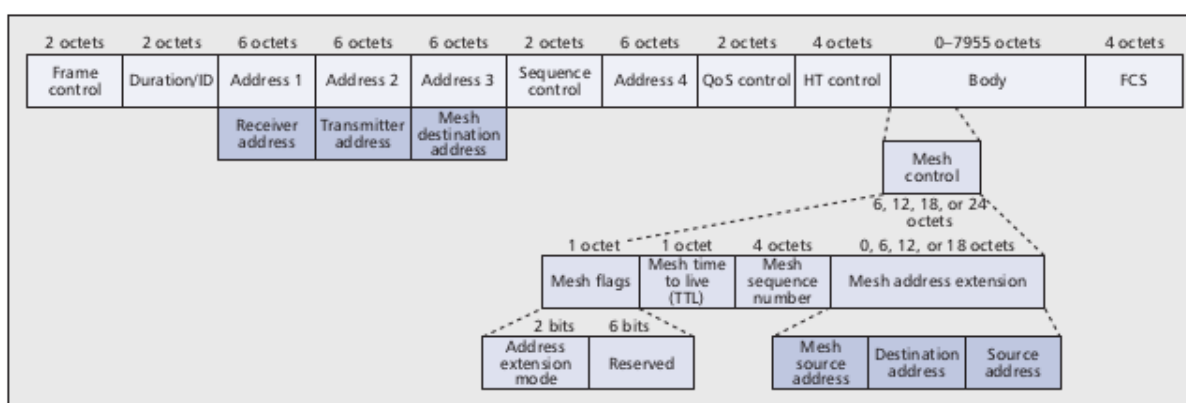 2 octets 2 octets 6 octets 6 octets 6 octets 2 octets 6 octets 2 octets 4 octets 0–7955 octets 4 octets
Frame control Duration/ID Address 1 Address 2 Address 3 Sequence control Address 4 QoS control HT control Body FCS
Receiver address Transmitter address Mesh destination address
Mesh control
6, 12, 18, or 24 octets
1 octet 1 octet 4 octets 0, 6, 12, or 18 octets
Mesh flags Mesh time to live (TTL) Mesh sequence number Mesh address extension
2 bits 6 bits
Address extension mode Reserved Mesh source address Destination address Source address